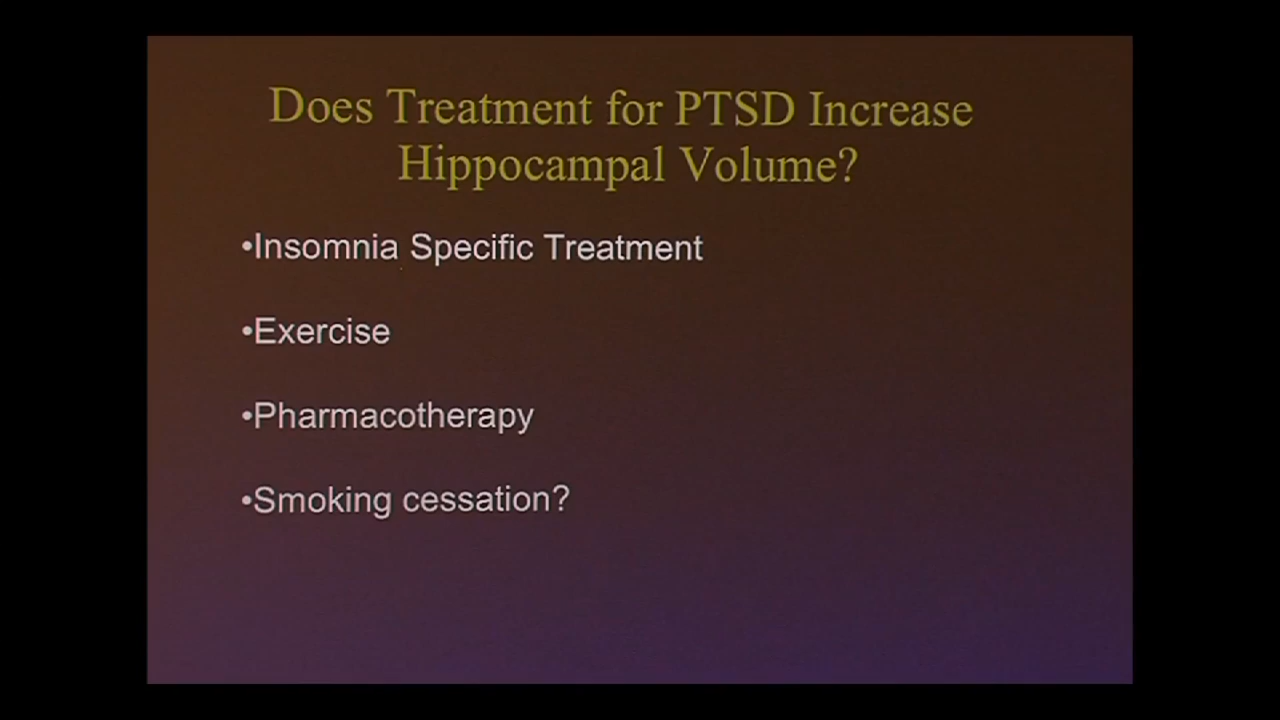 Does Treatment for PTSD Increase
Hippocampal Volume?
•Insomnia Specific Treatment
•Exercise
•Pharmacotherapy
•Smoking cessation?